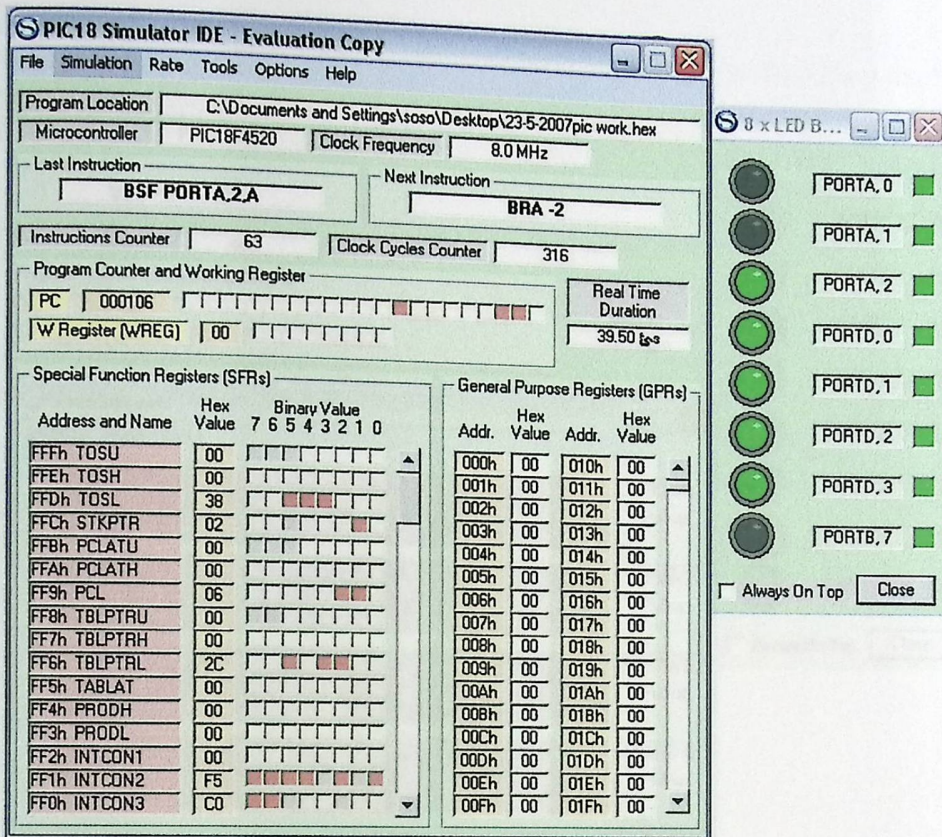 PIC18 Simulator IDE - Evaluation Copy
File Simulation Rate Tools Options Help
Program Location C:\Documents and Settings\soso\Desktop\23-5-2007pic work.hex
Microcontroller PIC18F4520 Clock Frequency 8.0 MHz
Last Instruction
BSF PORTA,2,A
Next Instruction
BRA -2
Instructions Counter 63 Clock Cycles Counter 316
Program Counter and Working Register
PC 000106
W Register (WREG) 00
Real Time
Duration
39.50
Special Function Registers (SFRs)
Address and Name Hex Value Binary Value
7 6 5 4 3 2 1 0
FFFh TOSU 00
FFEh TOSH 00
FFDh TOSL 38
FFCh STKPTR 02
FFBh PCLATU 00
FFAh PCLATH 00
FF9h PCL 06
FF8h TBLPTRU 00
FF7h TBLPTRH 00
FF6h TBLPTRL 2C
FF5h TABLAT 00
FF4h PRODH 00
FF3h PRODL 00
FF2h INTCON1 00
FF1h INTCON2 F5
FF0h INTCON3 C0
General Purpose Registers (GPRs)
Addr. Hex Value Addr. Hex Value
000h 00 010h 00
001h 00 011h 00
002h 00 012h 00
003h 00 013h 00
004h 00 014h 00
005h 00 015h 00
006h 00 016h 00
007h 00 017h 00
008h 00 018h 00
009h 00 019h 00
00Ah 00 01Ah 00
00Bh 00 01Bh 00
00Ch 00 01Ch 00
00Dh 00 01Dh 00
00Eh 00 01Eh 00
00Fh 00 01Fh 00
8 x LED B...
PORTA, 0
PORTA, 1
PORTA, 2
PORTD, 0
PORTD, 1
PORTD, 2
PORTD, 3
PORTB, 7
Always On Top Close